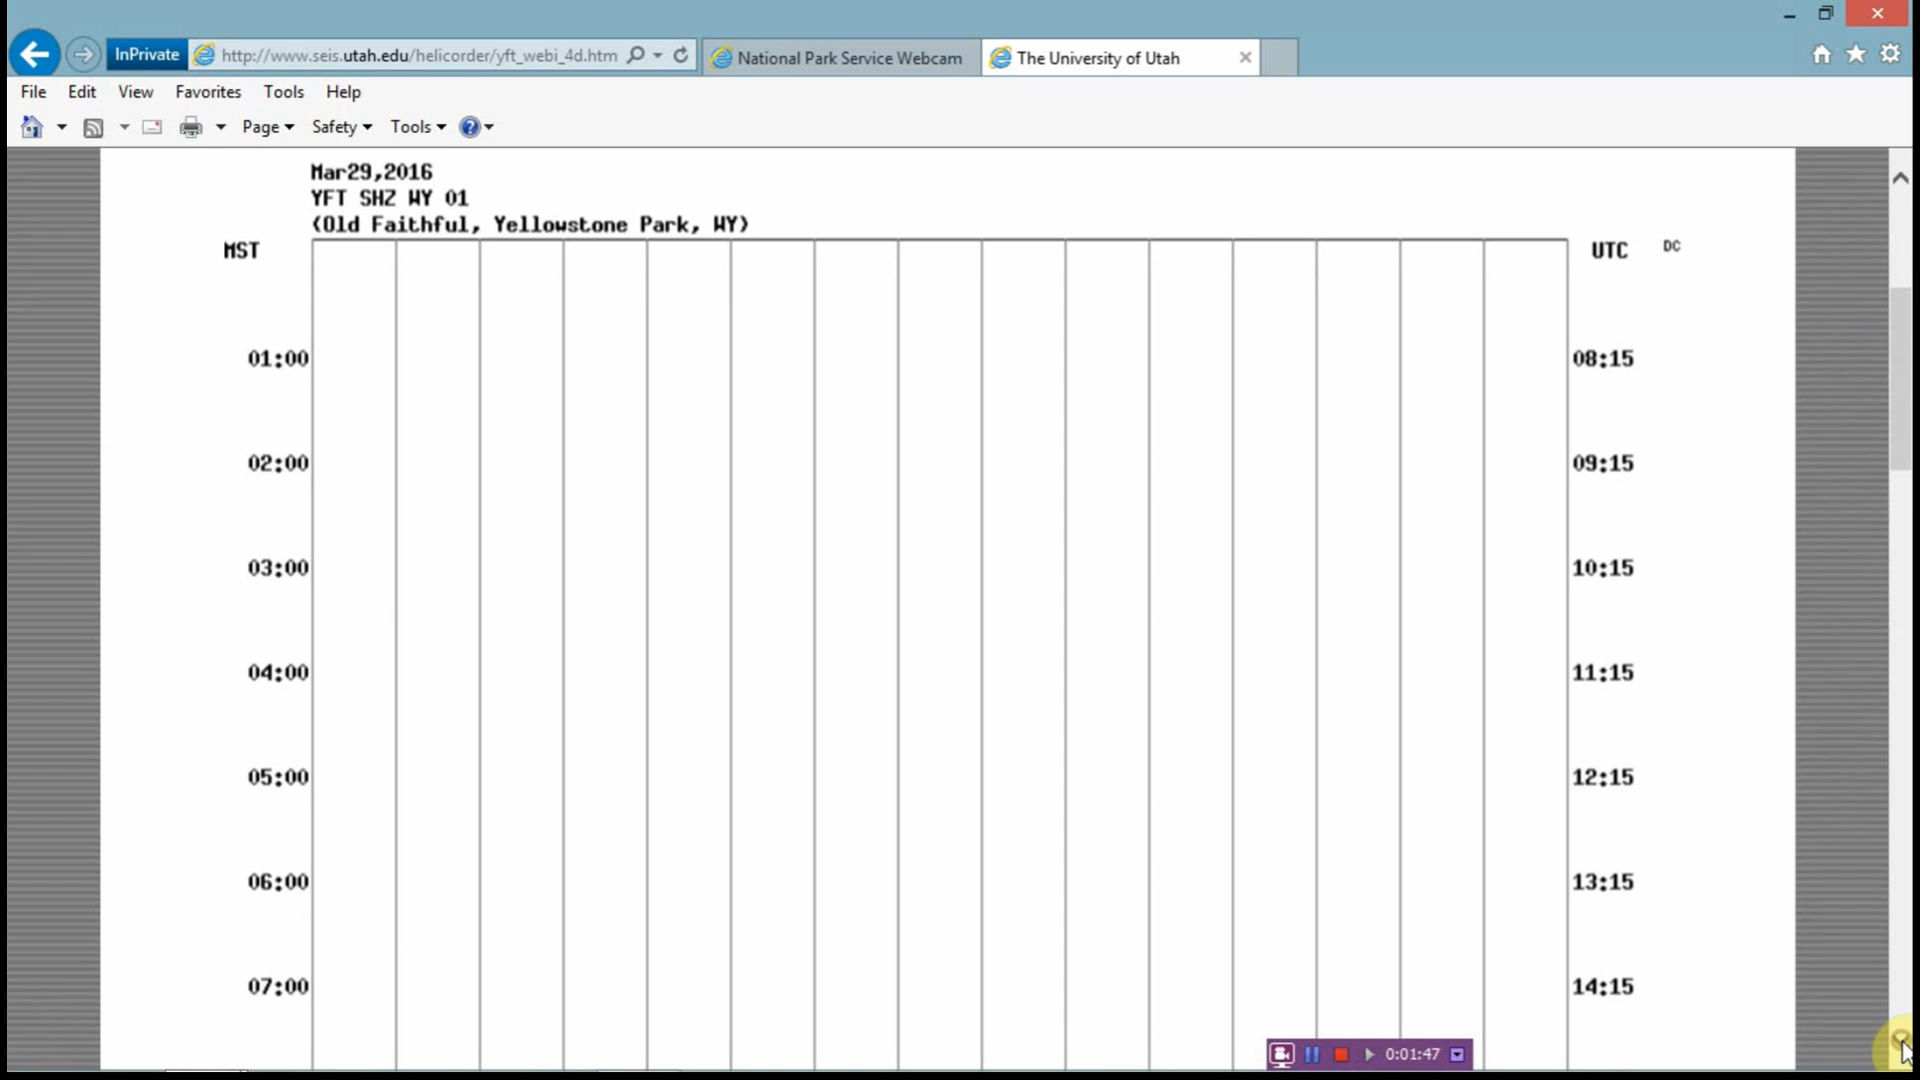 InPrivate
http://www.seis.utah.edu/helicorder/yft_webi_4d.htm
National Park Service Webcam
The University of Utah
File Edit View Favorites Tools Help
Page Safety Tools
Mar29,2016
YFT SHZ WY 01
(Old Faithful, Yellowstone Park, WY)
MST UTC DC
01:00 08:15
02:00 09:15
03:00 10:15
04:00 11:15
05:00 12:15
06:00 13:15
07:00 14:15
0:01:47